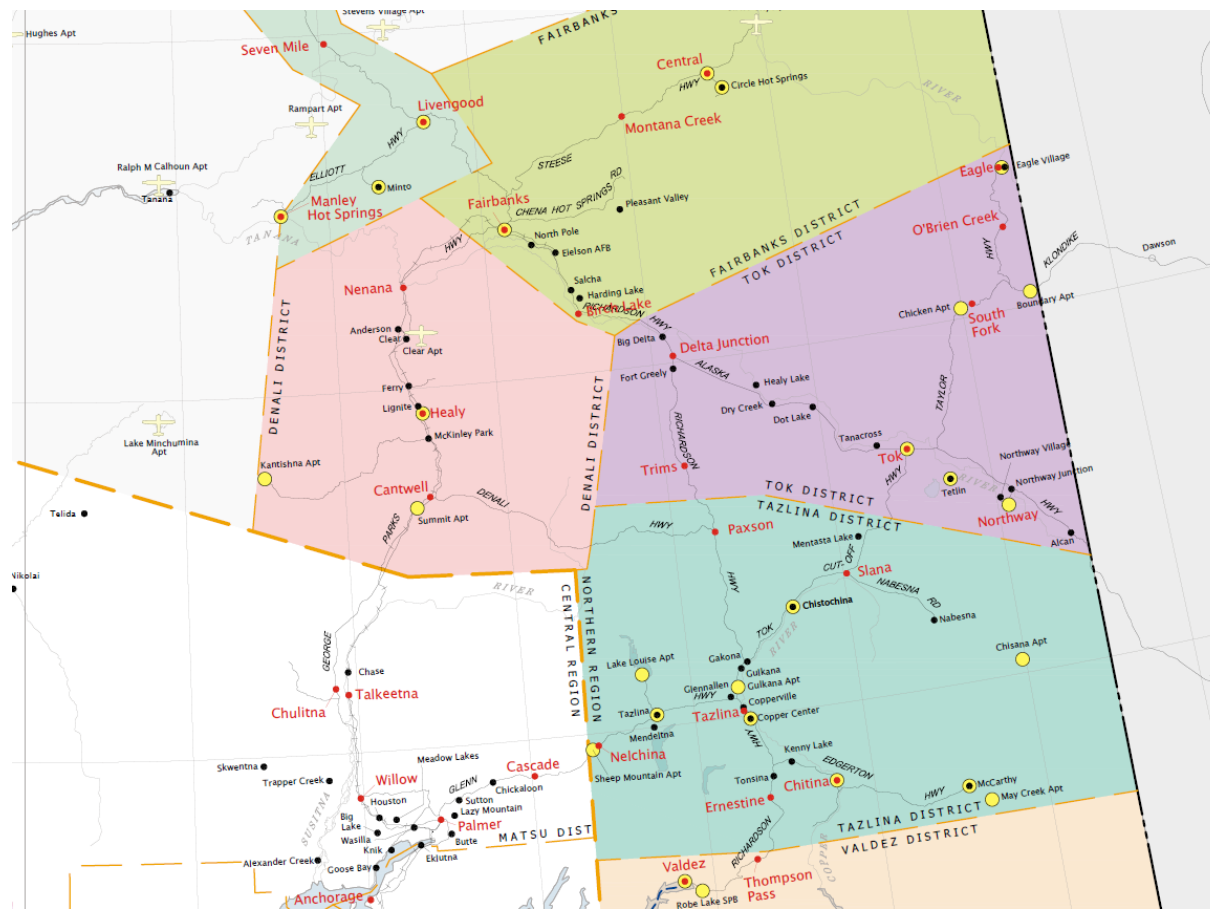 Stevens Village Apt
Hughes Apt
Seven Mile
FAIRBANKS
Central
HWY
Circle Hot Springs
RIVER
Livengood
Rampart Apt
Montana Creek
HWY
STEESE
ELLIOTT
Ralph M Calhoun Apt
Tanana
Minto
Manley
Hot Springs
TANANA
Fairbanks
CHENA HOT SPRINGS RD
Pleasant Valley
Eagle
Eagle Village
O'Brien Creek
HWY
KLONDIKE
Dawson
HWY
North Pole
Eielson AFB
FAIRBANKS DISTRICT
TOK DISTRICT
Nenana
Salcha
Harding Lake
Birch Lake
RICHARDSON
HWY
Chicken Apt
Boundary Apt
South
Fork
DENALI DISTRICT
Anderson
Clear
Clear Apt
Big Delta
Delta Junction
Fort Greely
ALASKA
Healy Lake
TAYLOR
Ferry
Lignite
Healy
DENALI DISTRICT
Dry Creek
Dot Lake
Lake Minchumina
Apt
McKinley Park
RICHARDSON
Tanacross
Tok
Northway Village
Kantishna Apt
Trims
HWY
Tetlin
RIVER
Northway Junction
Cantwell
DENALI
TOK DISTRICT
Northway
HWY
Telida
Summit Apt
PARKS
HWY
Paxson
TAZLINA DISTRICT
Mentasta Lake
Alcan
CUT-OFF
Nikolai
RIVER
CENTRAL REGION
NORTHERN REGION
HWY
Slana
NABESNA RD
Chistochina
Nabesna
TOK
RIVER
GEORGE
Chase
Lake Louise Apt
Gakona
Gulkana
Chisana Apt
Talkeetna
Chulitna
Glennallen
Gulkana Apt
HWY
Copperville
Tazlina
Tazlina
Copper Center
Mendeltna
HWY
Skwentna
Meadow Lakes
Cascade
Nelchina
Kenny Lake
EDGERTON
Trapper Creek
Willow
GLENN
Chickaloon
Sheep Mountain Apt
Tonsina
Chitina
McCarthy
SUSITNA
Houston
Sutton
Ernestine
HWY
May Creek Apt
Big
Lake
Lazy Mountain
Palmer
Wasilla
Butte
MATSU DIST
TAZLINA DISTRICT
VALDEZ DISTRICT
Knik
Eklutna
RICHARDSON
COPPER
Alexander Creek
Goose Bay
Valdez
Thompson
Pass
Anchorage
Robe Lake SPB